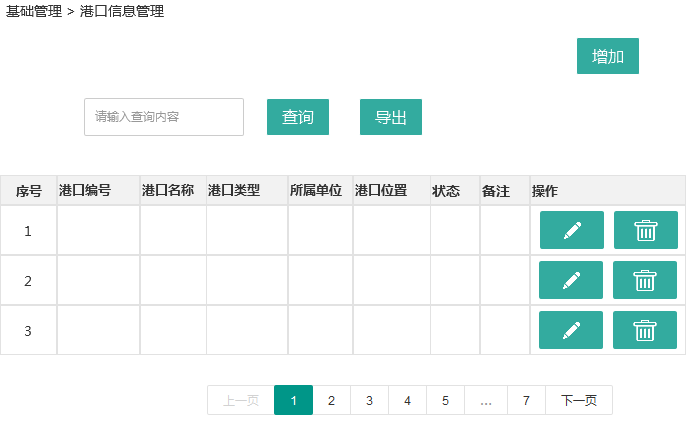 基础管理 > 港口信息管理
增加
请输入查询内容 查询 导出
序号 港口编号 港口名称 港口类型 所属单位 港口位置 状态 备注 操作
1
2
3
上一页 1 2 3 4 5 ... 7 下一页